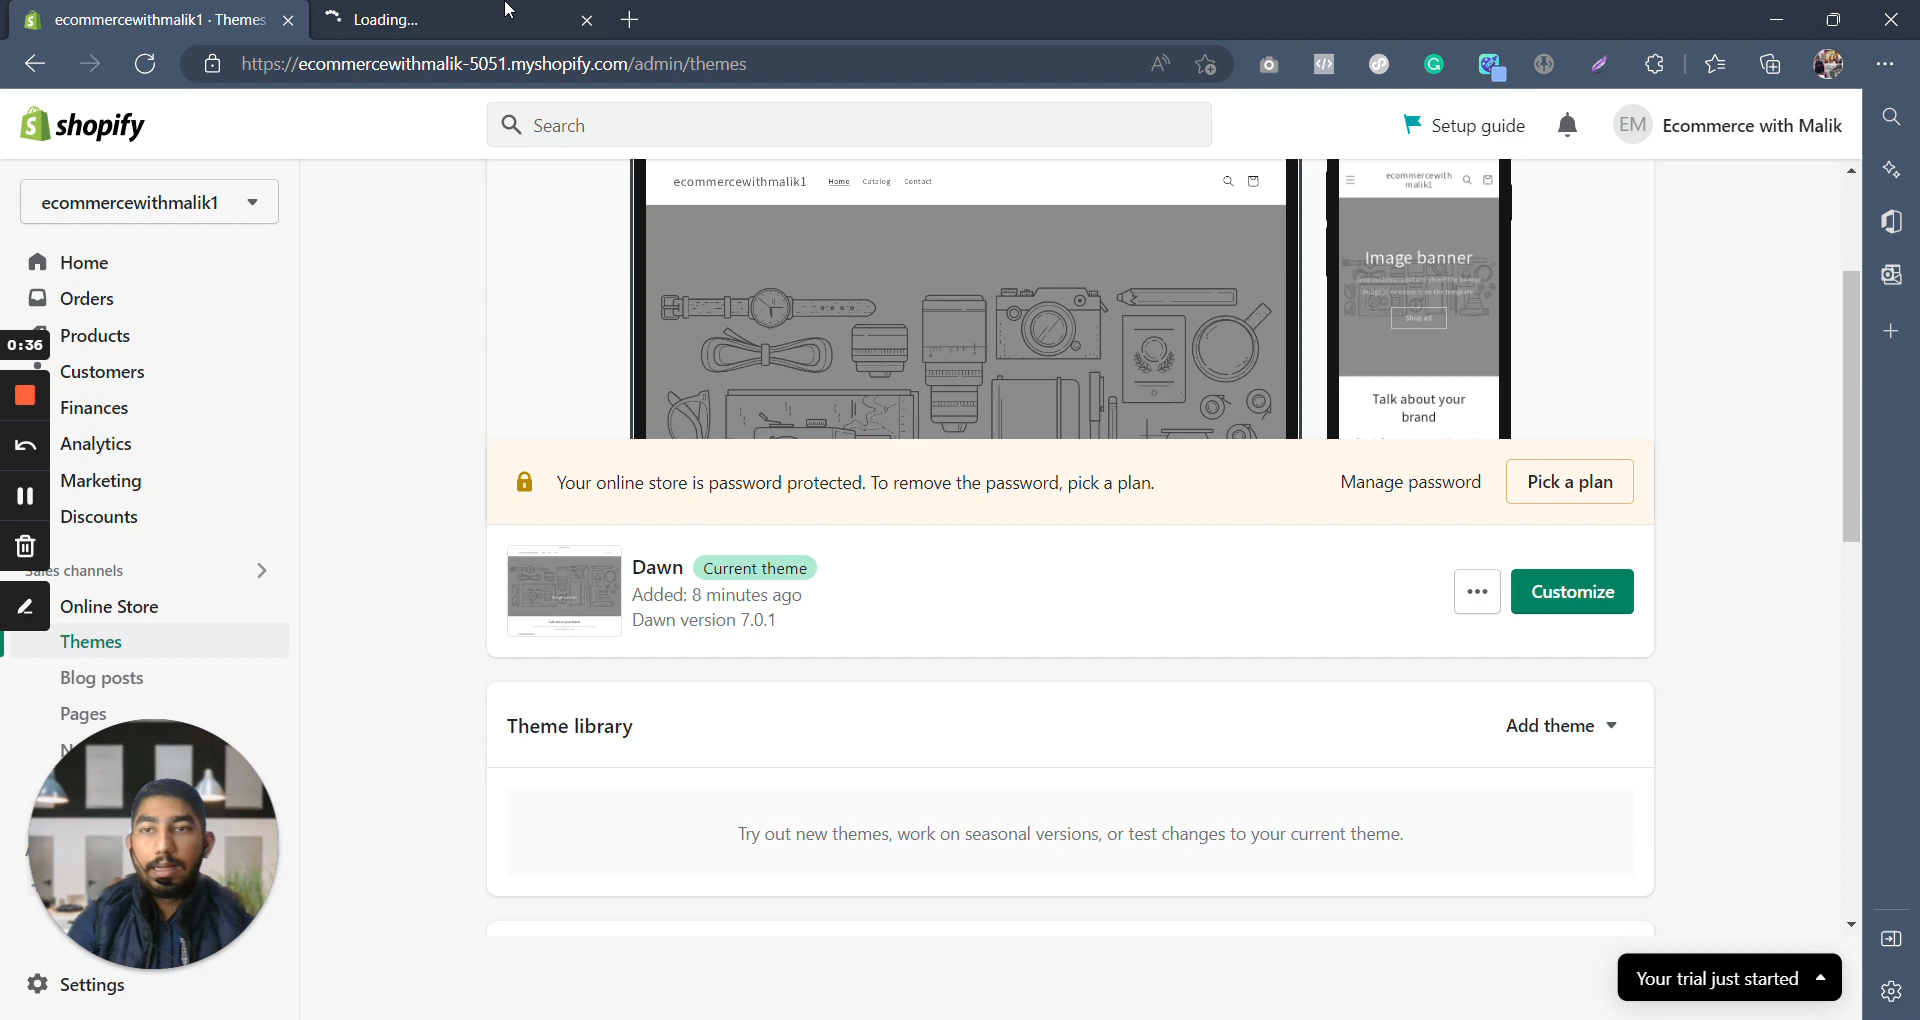 ecommercewithmalik1 · Themes
Loading...
https://ecommercewithmalik-5051.myshopify.com/admin/themes
shopify
Search
Setup guide
EM
Ecommerce with Malik
ecommercewithmalik1
Home
Orders
Products
0:36
Customers
Finances
Analytics
Marketing
Discounts
Sales channels
Online Store
Themes
Blog posts
Pages
Settings
ecommercewithmalik1
Home
Catalog
Contact
ecommercewith
malik1
Image banner
Shop all
Talk about your
brand
Your online store is password protected. To remove the password, pick a plan.
Manage password
Pick a plan
Dawn
Current theme
Added: 8 minutes ago
Dawn version 7.0.1
Customize
Theme library
Add theme
Try out new themes, work on seasonal versions, or test changes to your current theme.
Your trial just started